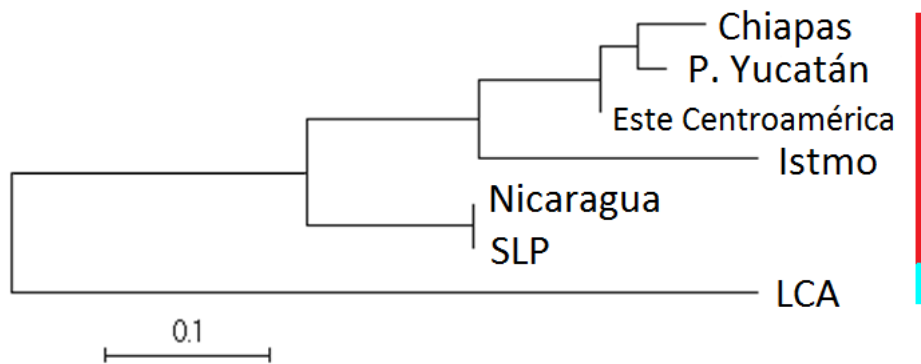 Chiapas
P. Yucatán
Este Centroamérica
Istmo
Nicaragua
SLP
LCA
0.1